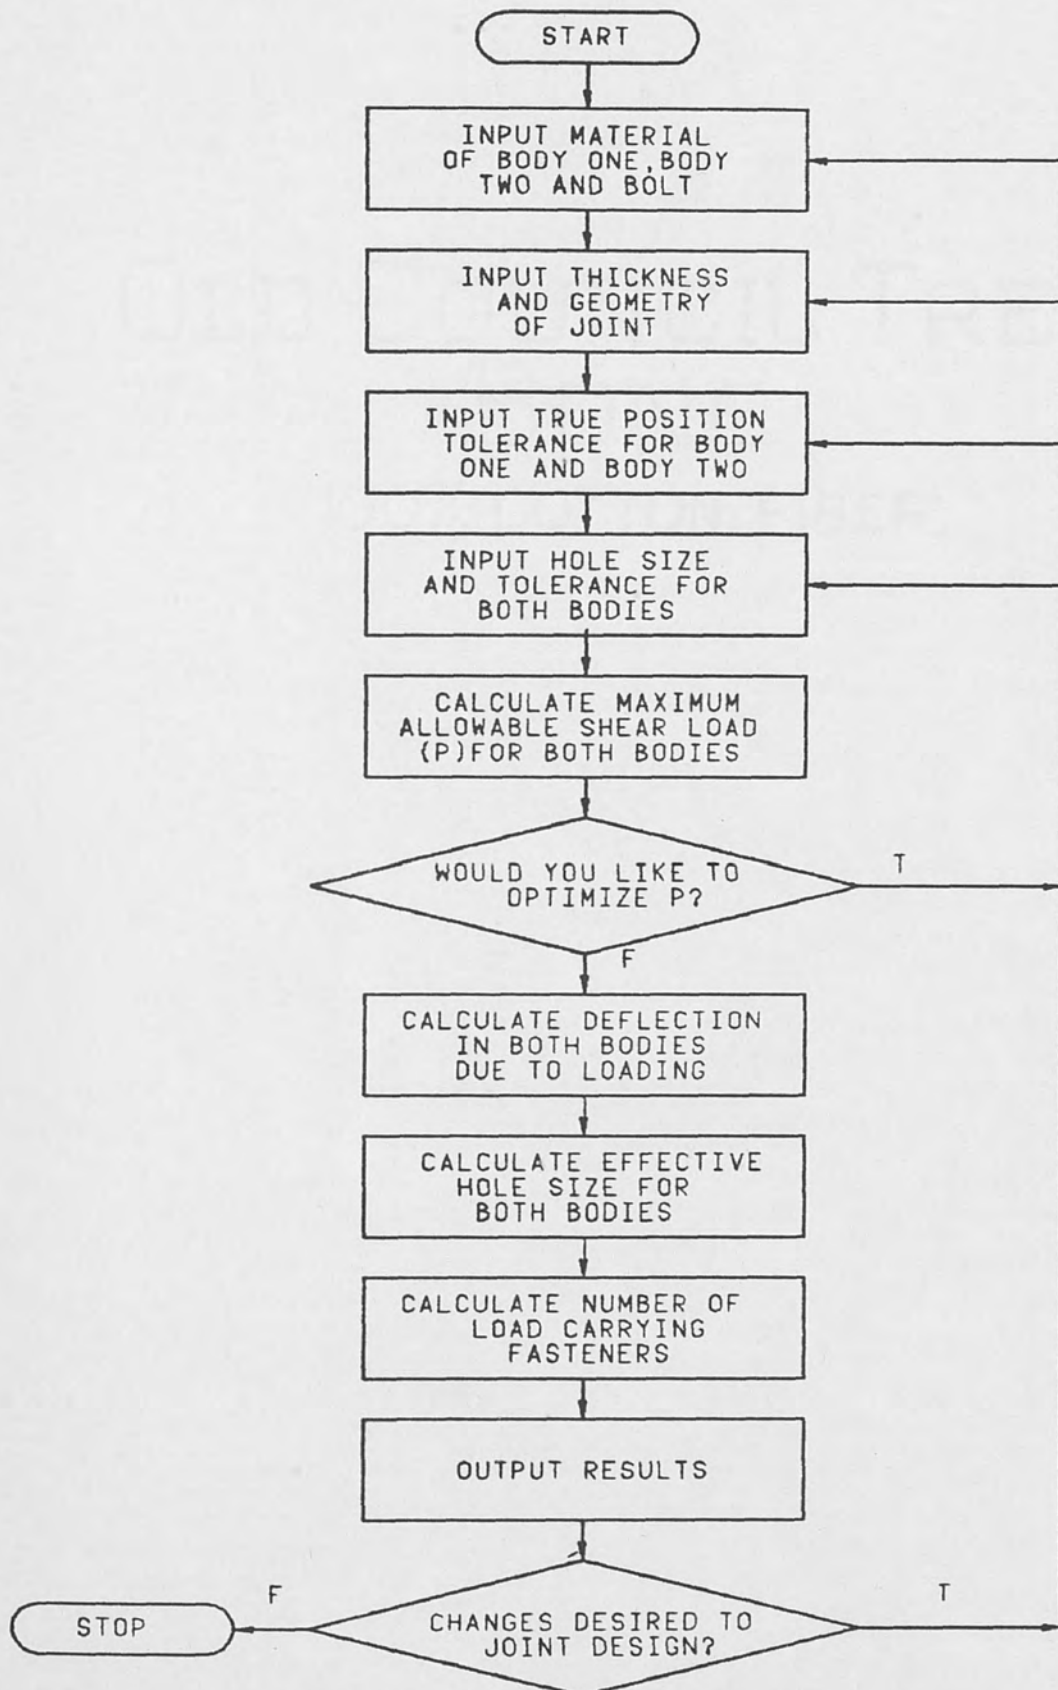 START
INPUT MATERIAL
OF BODY ONE,BODY
TWO AND BOLT
INPUT THICKNESS
AND GEOMETRY
OF JOINT
INPUT TRUE POSITION
TOLERANCE FOR BODY
ONE AND BODY TWO
INPUT HOLE SIZE
AND TOLERANCE FOR
BOTH BODIES
CALCULATE MAXIMUM
ALLOWABLE SHEAR LOAD
(P)FOR BOTH BODIES
WOULD YOU LIKE TO
OPTIMIZE P?
T
F
CALCULATE DEFLECTION
IN BOTH BODIES
DUE TO LOADING
CALCULATE EFFECTIVE
HOLE SIZE FOR
BOTH BODIES
CALCULATE NUMBER OF
LOAD CARRYING
FASTENERS
OUTPUT RESULTS
F
T
STOP
CHANGES DESIRED TO
JOINT DESIGN?